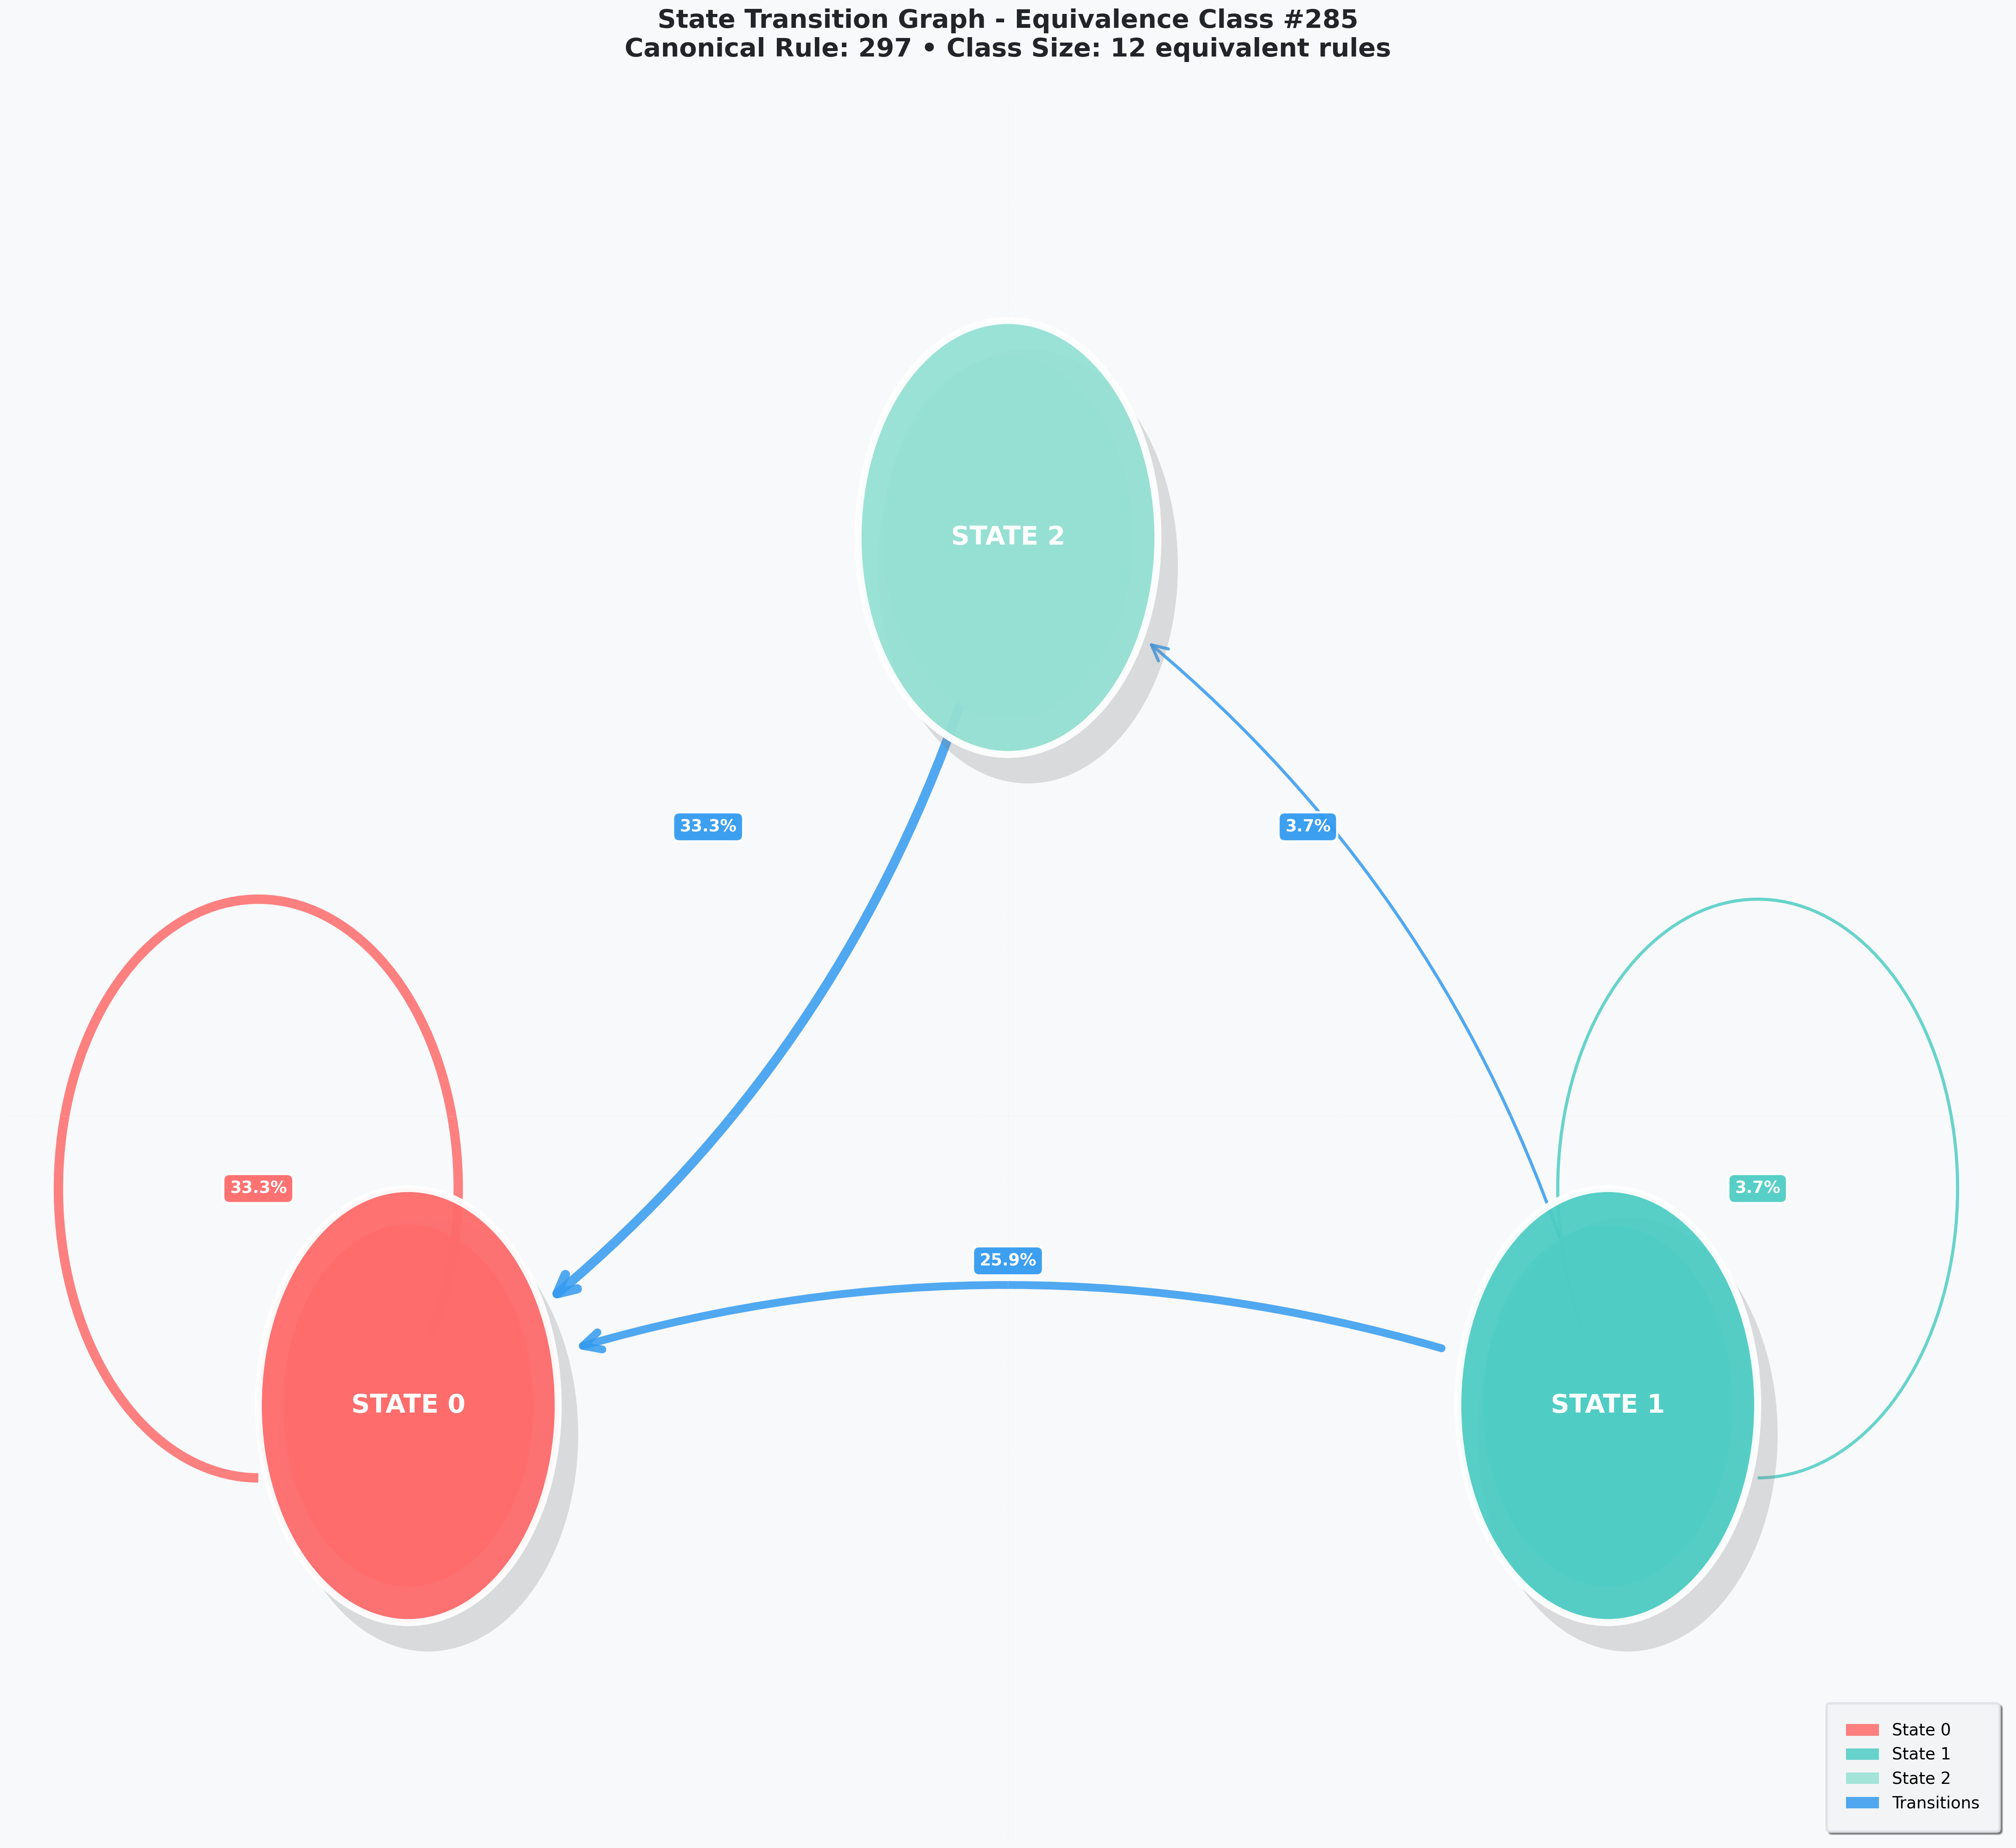 State Transition Graph - Equivalence Class #285
Canonical Rule: 297 • Class Size: 12 equivalent rules
STATE 2
33.3%
3.7%
33.3%
3.7%
25.9%
STATE 0
STATE 1
State 0
State 1
State 2
Transitions